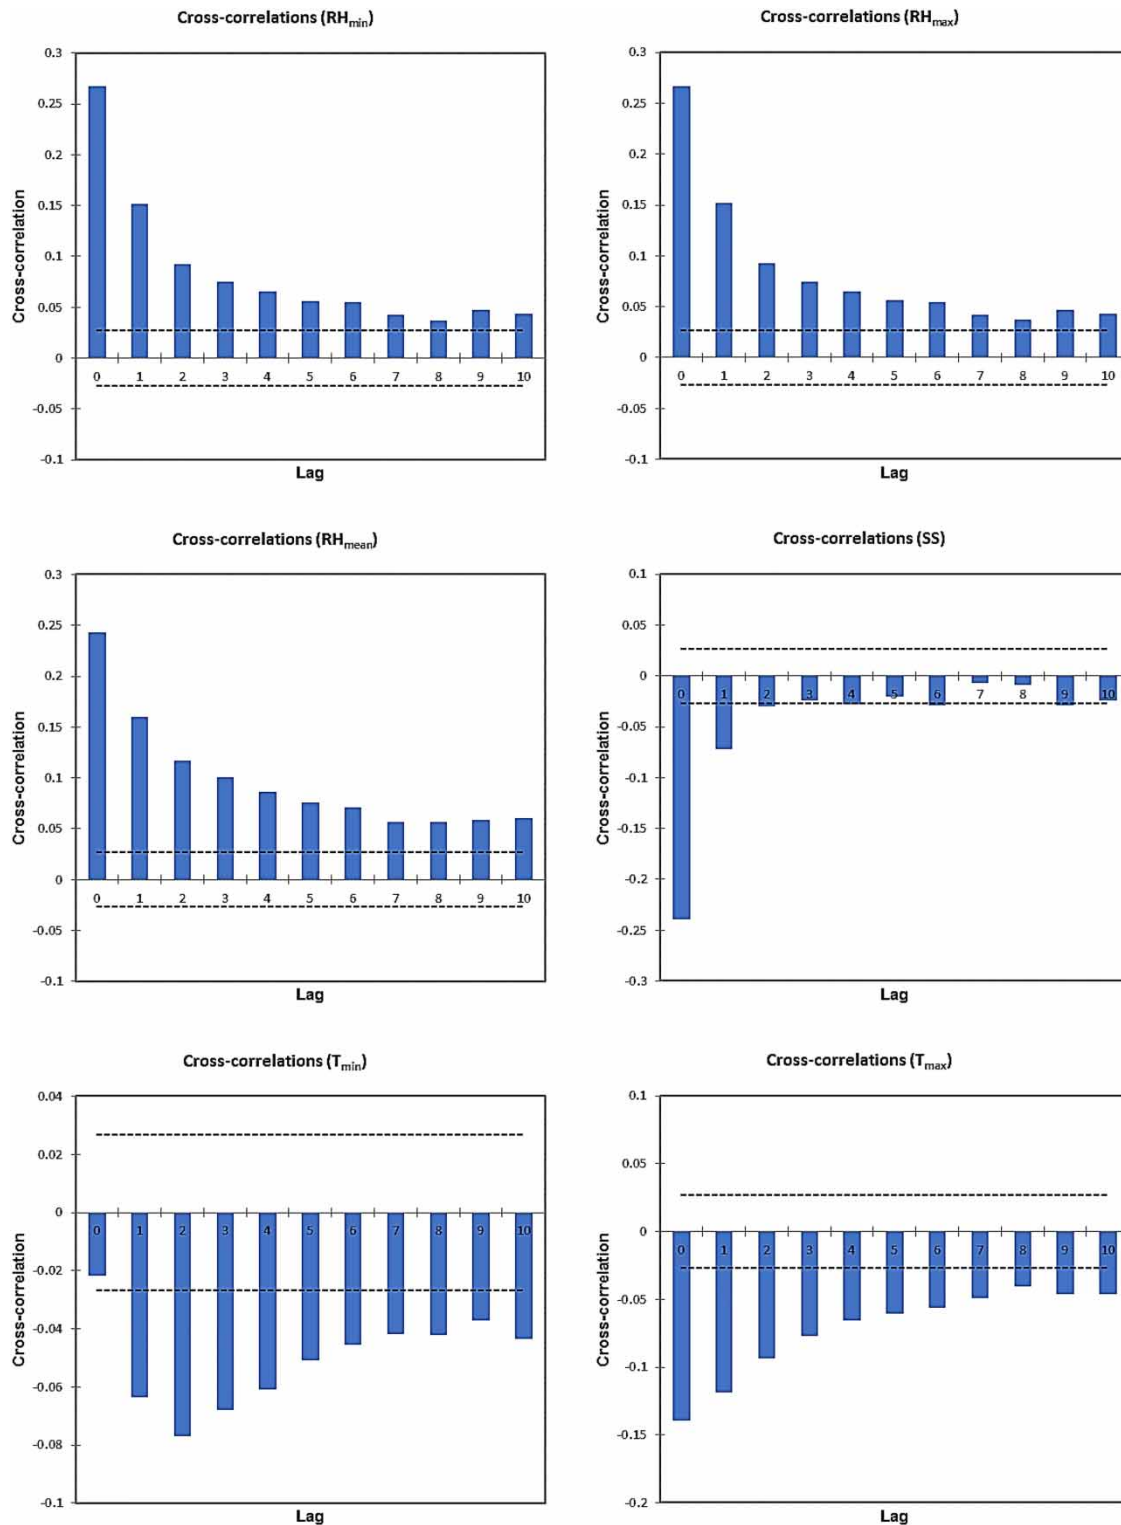 Cross-correlations (RHmin)
0.3
0.25
0.2
0.15
0.1
0.05
0
-0.05
-0.1
Cross-correlation
0 1 2 3 4 5 6 7 8 9 10
Lag
Cross-correlations (RHmax)
0.3
0.25
0.2
0.15
0.1
0.05
0
-0.05
-0.1
Cross-correlation
0 1 2 3 4 5 6 7 8 9 10
Lag
Cross-correlations (RHmean)
0.3
0.25
0.2
0.15
0.1
0.05
0
-0.05
-0.1
Cross-correlation
0 1 2 3 4 5 6 7 8 9 10
Lag
Cross-correlations (SS)
0.1
0.05
0
-0.05
-0.1
-0.15
-0.2
-0.25
-0.3
Cross-correlation
0 1 2 3 4 5 6 7 8 9 10
Lag
Cross-correlations (Tmin)
0.04
0.02
0
-0.02
-0.04
-0.06
-0.08
-0.1
Cross-correlation
0 1 2 3 4 5 6 7 8 9 10
Lag
Cross-correlations (Tmax)
0.1
0.05
0
-0.05
-0.1
-0.15
-0.2
Cross-correlation
0 1 2 3 4 5 6 7 8 9 10
Lag